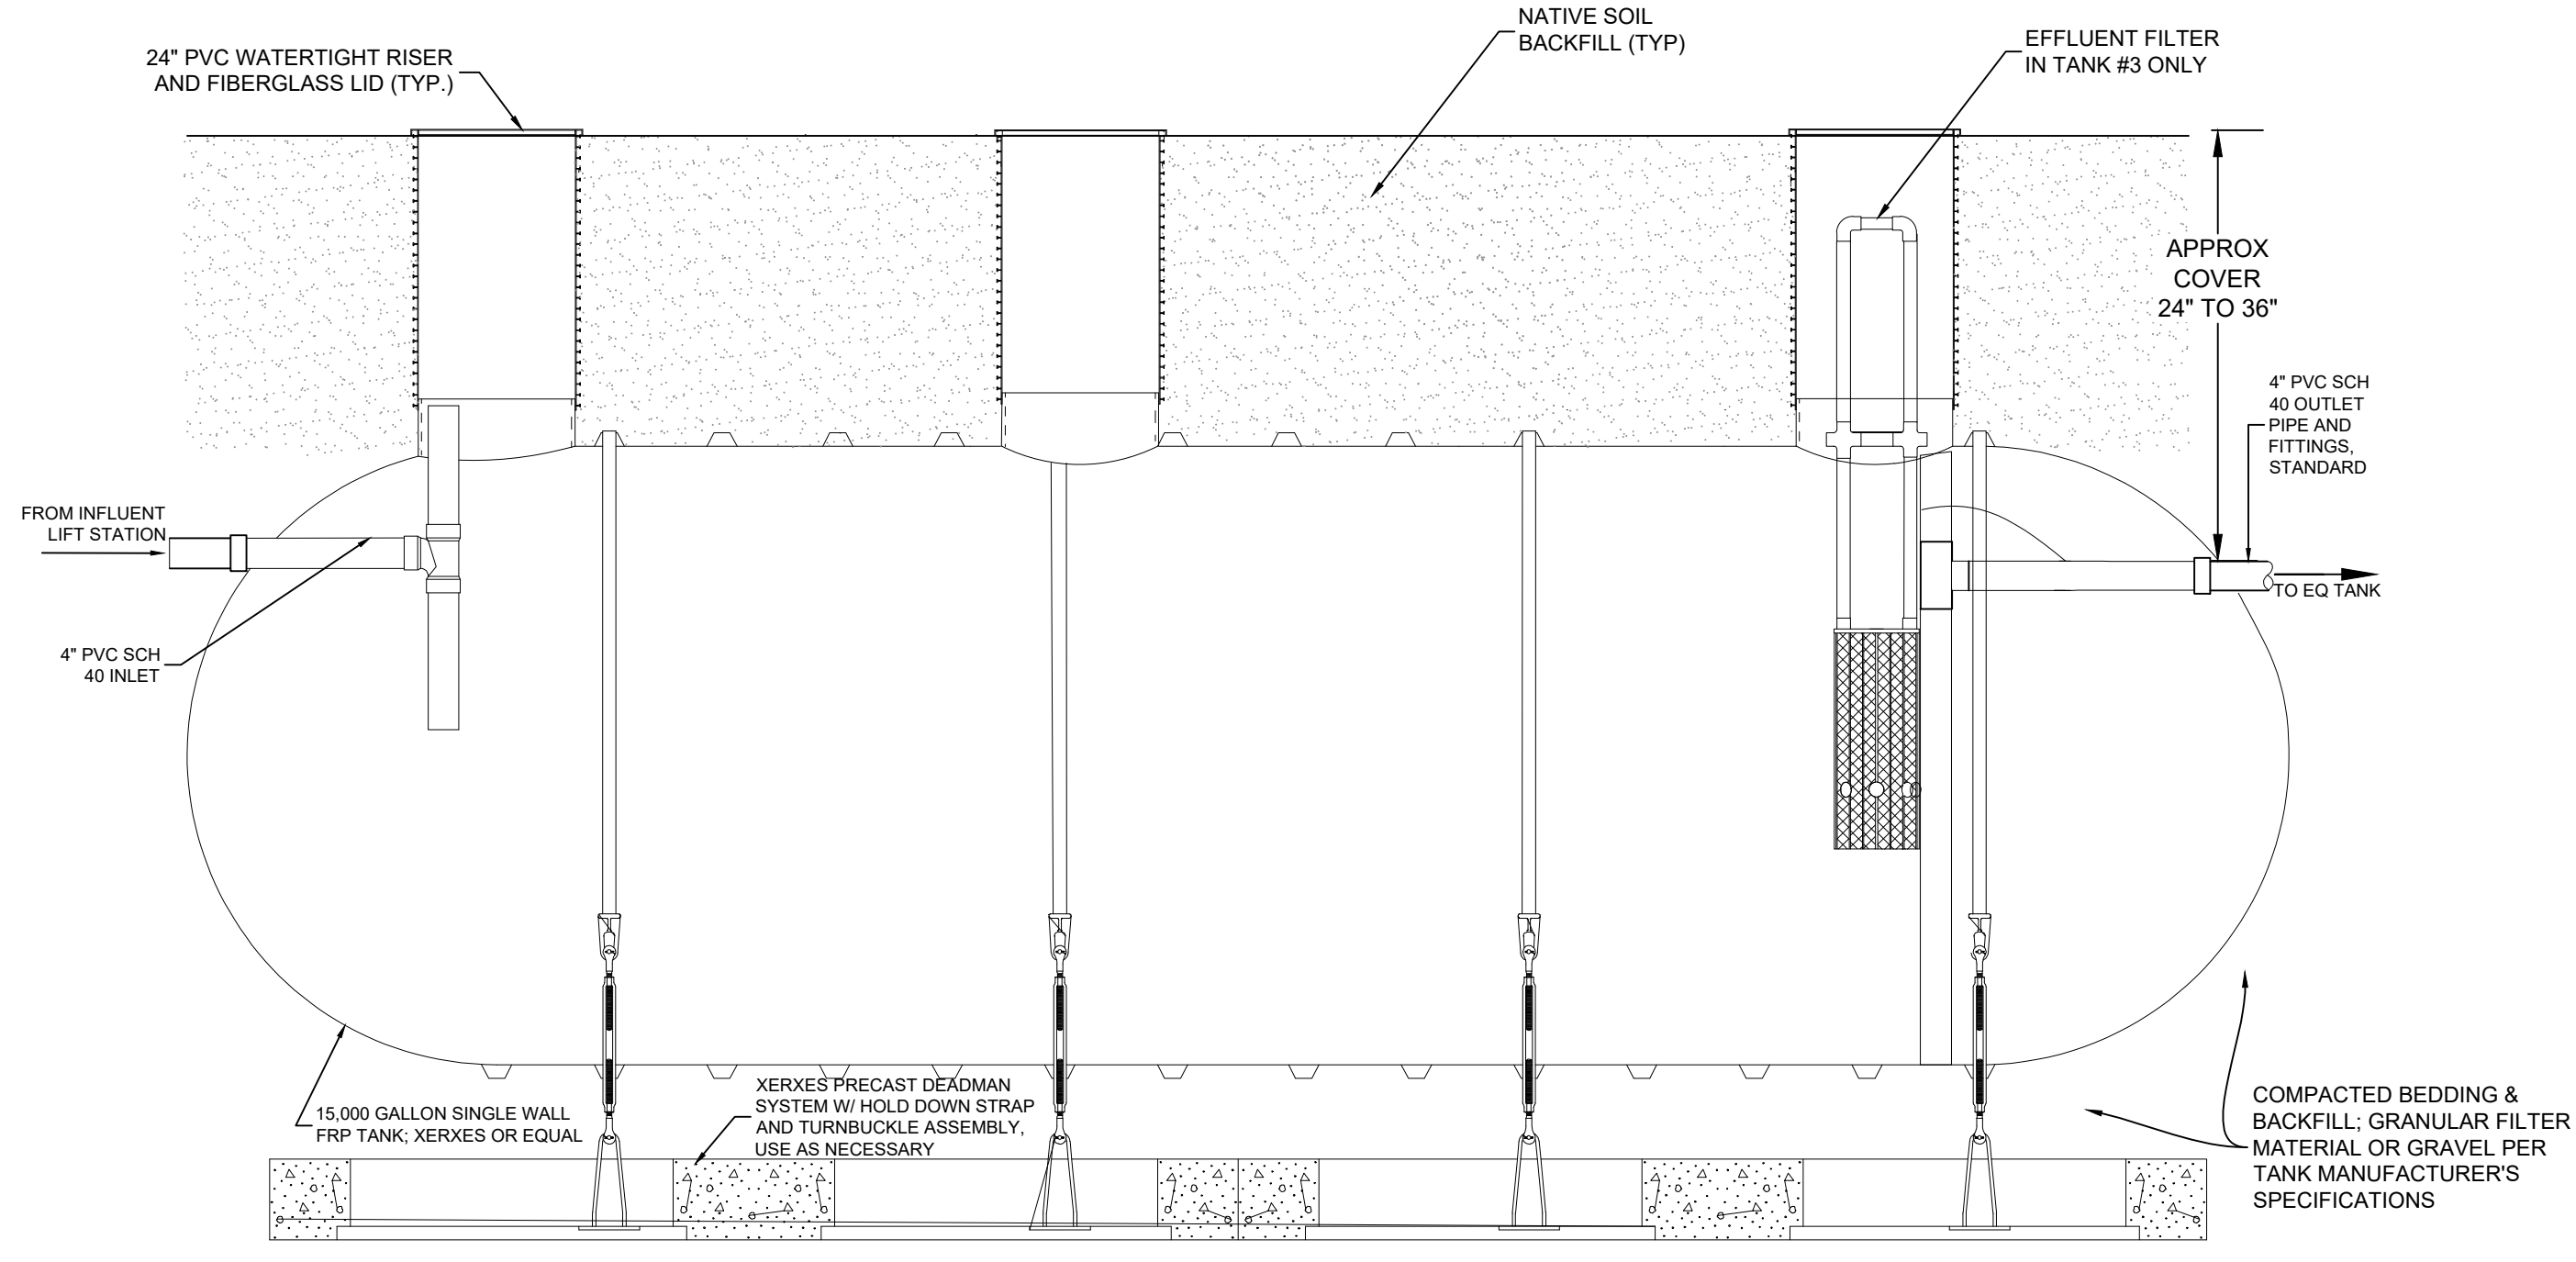 24" PVC WATERTIGHT RISER
AND FIBERGLASS LID (TYP.)
NATIVE SOIL
BACKFILL (TYP)
EFFLUENT FILTER
IN TANK #3 ONLY
APPROX
COVER
24" TO 36"
4" PVC SCH
40 OUTLET
PIPE AND
FITTINGS,
STANDARD
FROM INFLUENT
LIFT STATION
TO EQ TANK
4" PVC SCH
40 INLET
15,000 GALLON SINGLE WALL
FRP TANK; XERXES OR EQUAL
XERXES PRECAST DEADMAN
SYSTEM W/ HOLD DOWN STRAP
AND TURNBUCKLE ASSEMBLY,
USE AS NECESSARY
COMPACTED BEDDING &
BACKFILL; GRANULAR FILTER
MATERIAL OR GRAVEL PER
TANK MANUFACTURER'S
SPECIFICATIONS